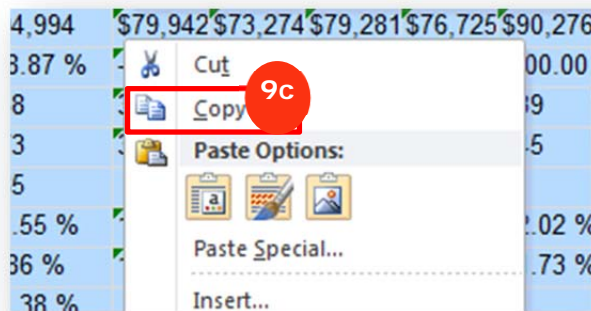 4,994 $79,942 $73,274 $79,281 $76,725 $90,276
3.87 % Cut 00.00
8 Copy 9c 39
3 Paste Options: -5
5
.55 % 2.02 %
36 % Paste Special... .73 %
38 % Insert...